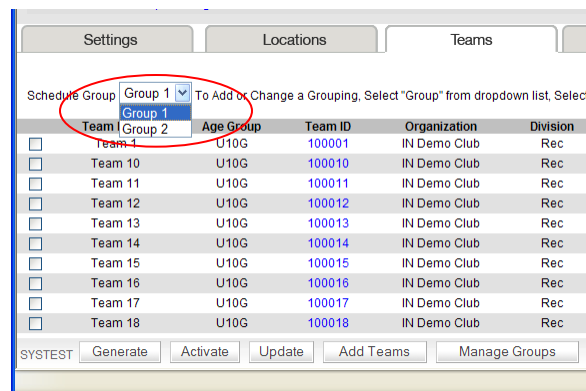 Settings Locations Teams
Schedule Group Group 1 To Add or Change a Grouping, Select "Group" from dropdown list, Selec
Group 1
Group 2
Team Age Group Team ID Organization Division
Team 1 U10G 100001 IN Demo Club Rec
Team 10 U10G 100010 IN Demo Club Rec
Team 11 U10G 100011 IN Demo Club Rec
Team 12 U10G 100012 IN Demo Club Rec
Team 13 U10G 100013 IN Demo Club Rec
Team 14 U10G 100014 IN Demo Club Rec
Team 15 U10G 100015 IN Demo Club Rec
Team 16 U10G 100016 IN Demo Club Rec
Team 17 U10G 100017 IN Demo Club Rec
Team 18 U10G 100018 IN Demo Club Rec
SYSTEST Generate Activate Update Add Teams Manage Groups